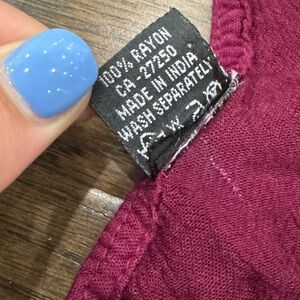 100% RAYON
CA - 27250
MADE IN INDIA
WASH SEPARATELY